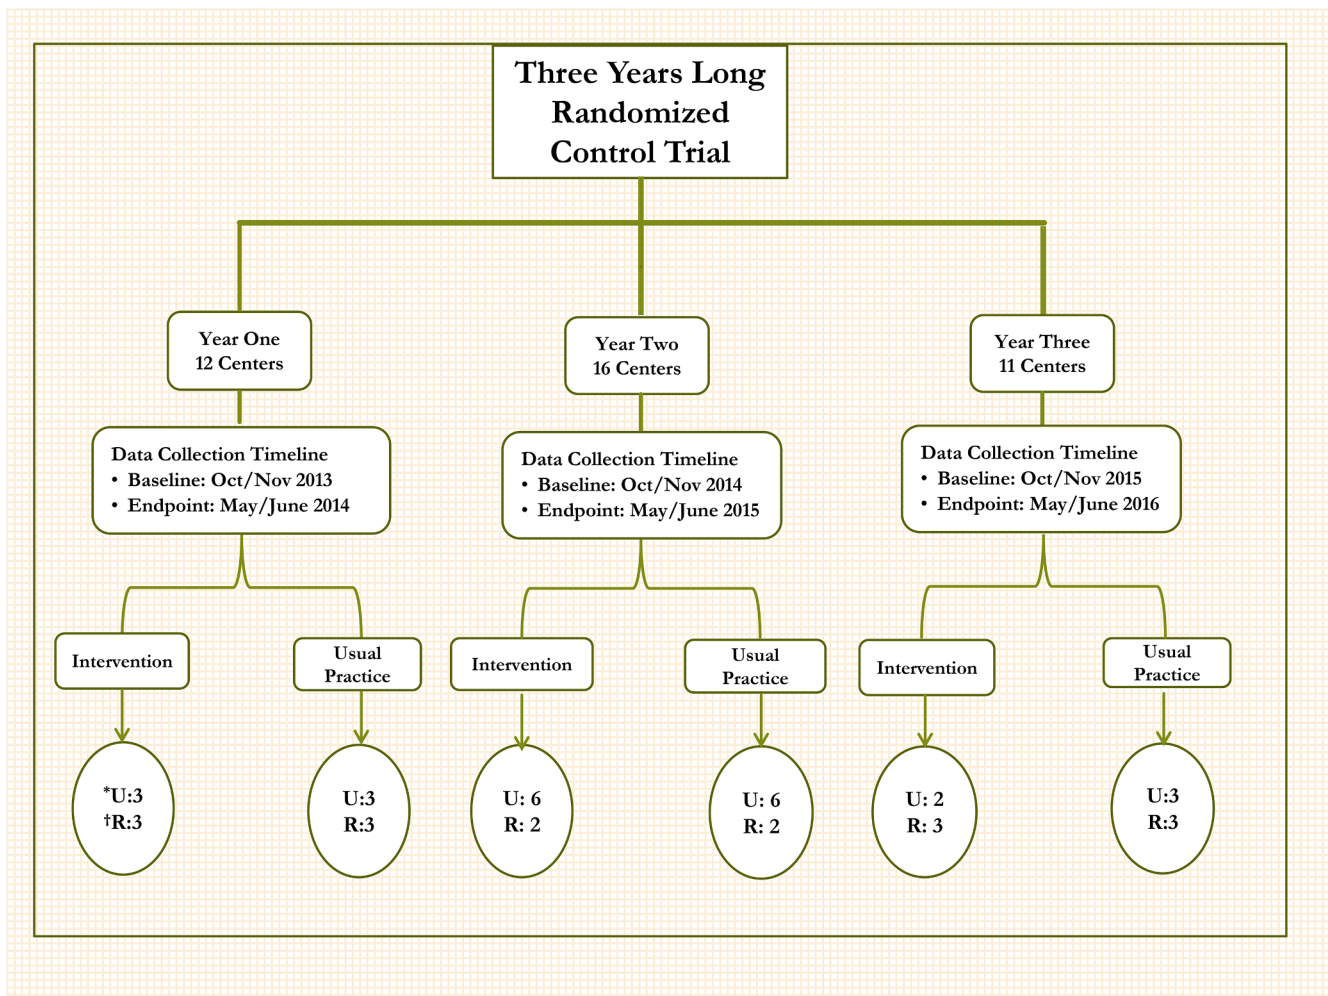 Three Years Long
Randomized
Control Trial
Year One
12 Centers
Year Two
16 Centers
Year Three
11 Centers
Data Collection Timeline
• Baseline: Oct/Nov 2013
• Endpoint: May/June 2014
Data Collection Timeline
• Baseline: Oct/Nov 2014
• Endpoint: May/June 2015
Data Collection Timeline
• Baseline: Oct/Nov 2015
• Endpoint: May/June 2016
Intervention
Usual
Practice
Intervention
Usual
Practice
Intervention
Usual
Practice
*U:3
†R:3
U:3
R:3
U: 6
R: 2
U: 6
R: 2
U: 2
R: 3
U:3
R:3